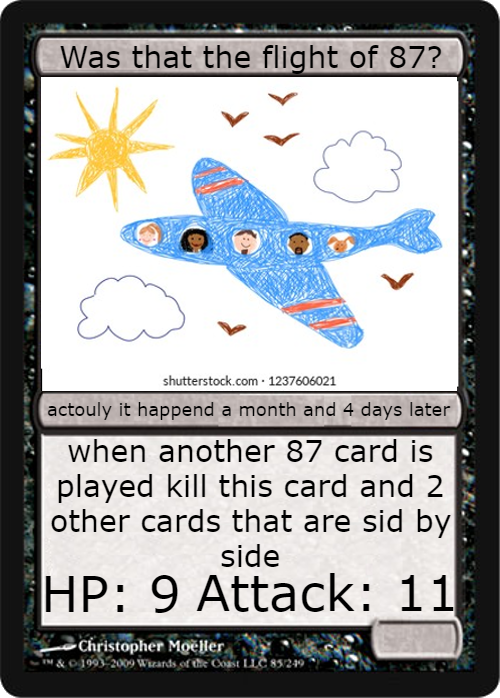 Was that the flight of 87?
shutterstock.com · 1237606021
actouly it happend a month and 4 days later
when another 87 card is
played kill this card and 2
other cards that are sid by
side
HP: 9 Attack: 11
Christopher Moeller
™ & © 1993-2009 Wizards of the Coast LLC 85/249